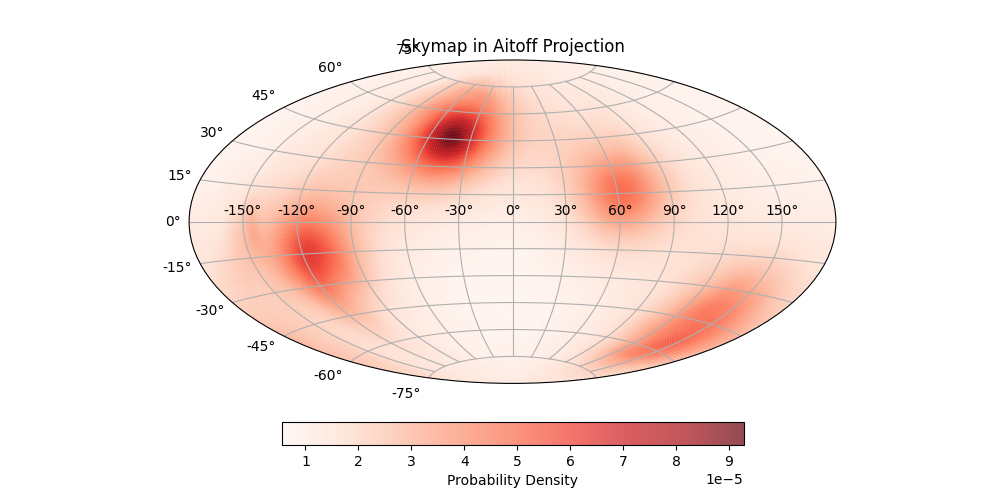 Skymap in Aitoff Projection
75°
60°
45°
30°
15°
-150° -120° -90° -60° -30° 0° 30° 60° 90° 120° 150°
0°
-15°
-30°
-45°
-60°
-75°
1 2 3 4 5 6 7 8 9
1e−5
Probability Density